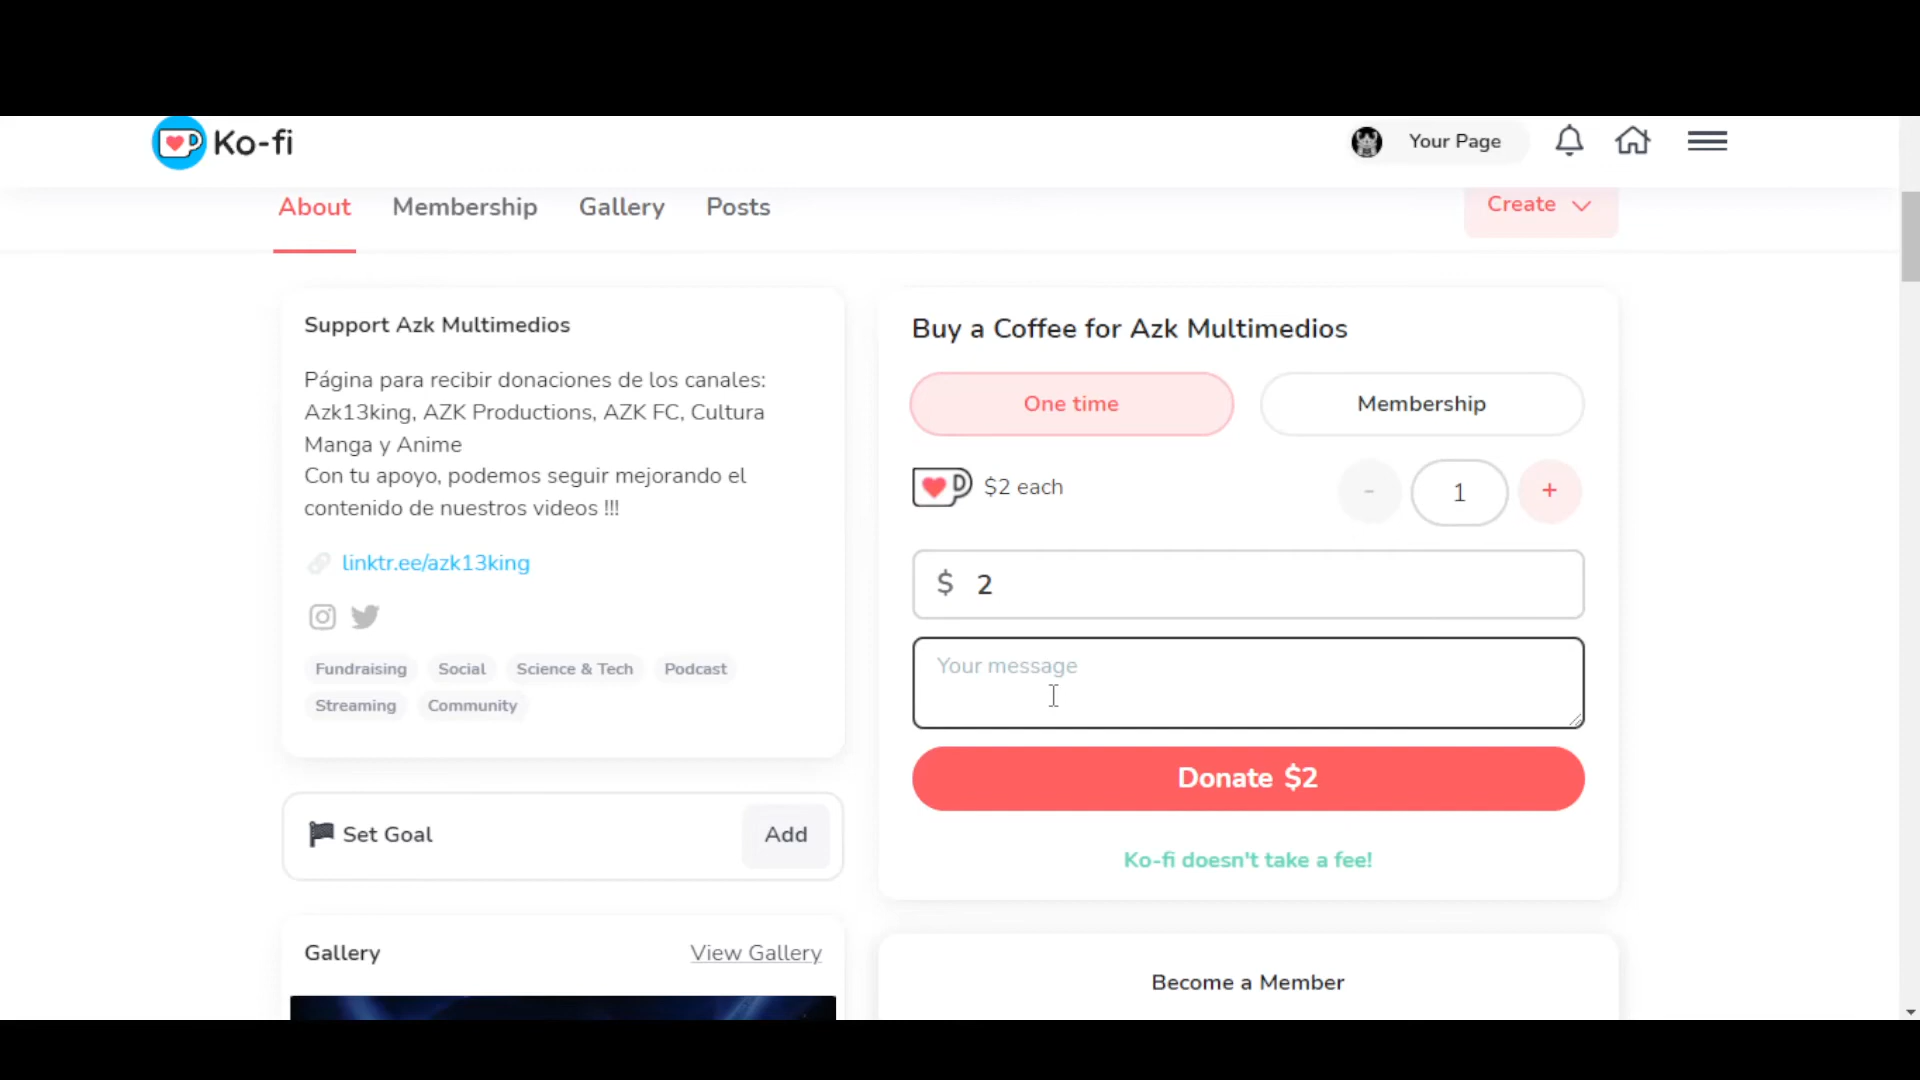 Ko-fi
Your Page
About
Membership
Gallery
Posts
Create
Support Azk Multimedios
Página para recibir donaciones de los canales:
Azk13king, AZK Productions, AZK FC, Cultura
Manga y Anime
Con tu apoyo, podemos seguir mejorando el
contenido de nuestros videos !!!
linktr.ee/azk13king
Fundraising
Social
Science & Tech
Podcast
Streaming
Community
Set Goal
Add
Gallery
View Gallery
Buy a Coffee for Azk Multimedios
One time
Membership
$2 each
-
1
+
$ 2
Your message
Donate $2
Ko-fi doesn't take a fee!
Become a Member